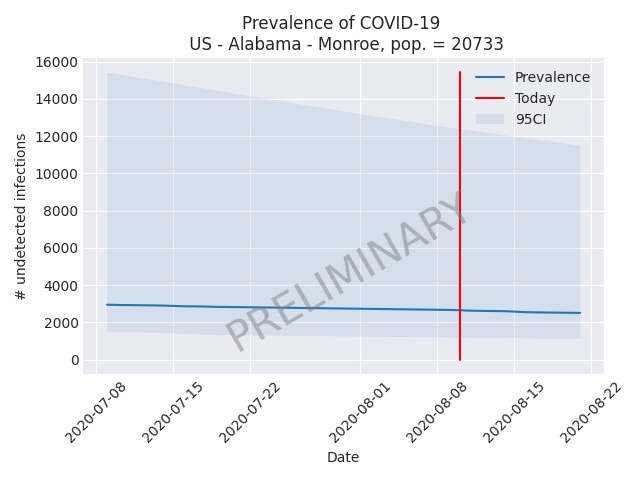 Prevalence of COVID-19
US - Alabama - Monroe, pop. = 20733
16000
14000
12000
10000
8000
6000
4000
2000
0
# undetected infections
Prevalence
Today
95CI
PRELIMINARY
2020-07-08
2020-07-15
2020-07-22
2020-08-01
2020-08-08
2020-08-15
2020-08-22
Date